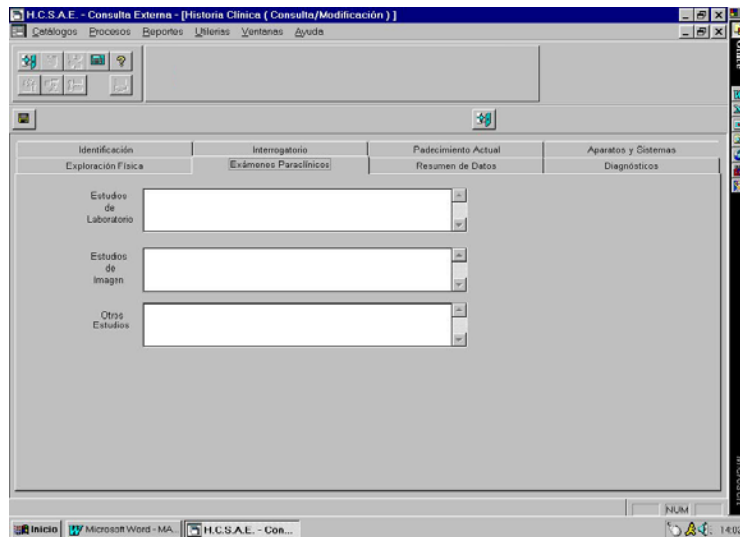 H.C.S.A.E. - Consulta Externa - [Historia Clínica ( Consulta/Modificación ) ]
Catálogos Procesos Reportes Utilerias Ventanas Ayuda
Identificación Interrogatorio Padecimiento Actual Aparatos y Sistemas
Exploración Física Exámenes Paraclínicos Resumen de Datos Diagnósticos
Estudios
de
Laboratorio
Estudios
de
Imagen
Otros
Estudios
NUM
Inicio Microsoft Word - MA... H.C.S.A.E. - Con... 14:02